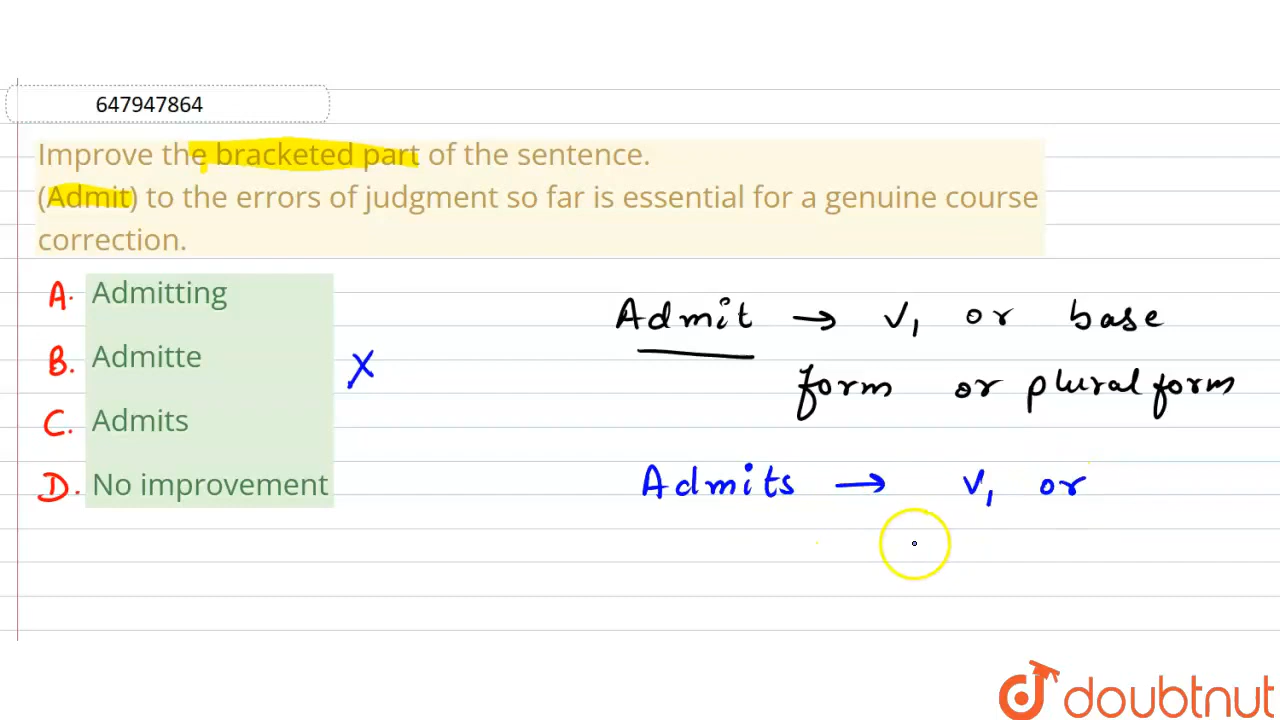 647947864
Improve the bracketed part of the sentence.
(Admit) to the errors of judgment so far is essential for a genuine course
correction.
A. Admitting
B. Admitte X
C. Admits
D. No improvement
Admit → V₁ or base
form or plural form
Admits → V₁ or
doubtnut